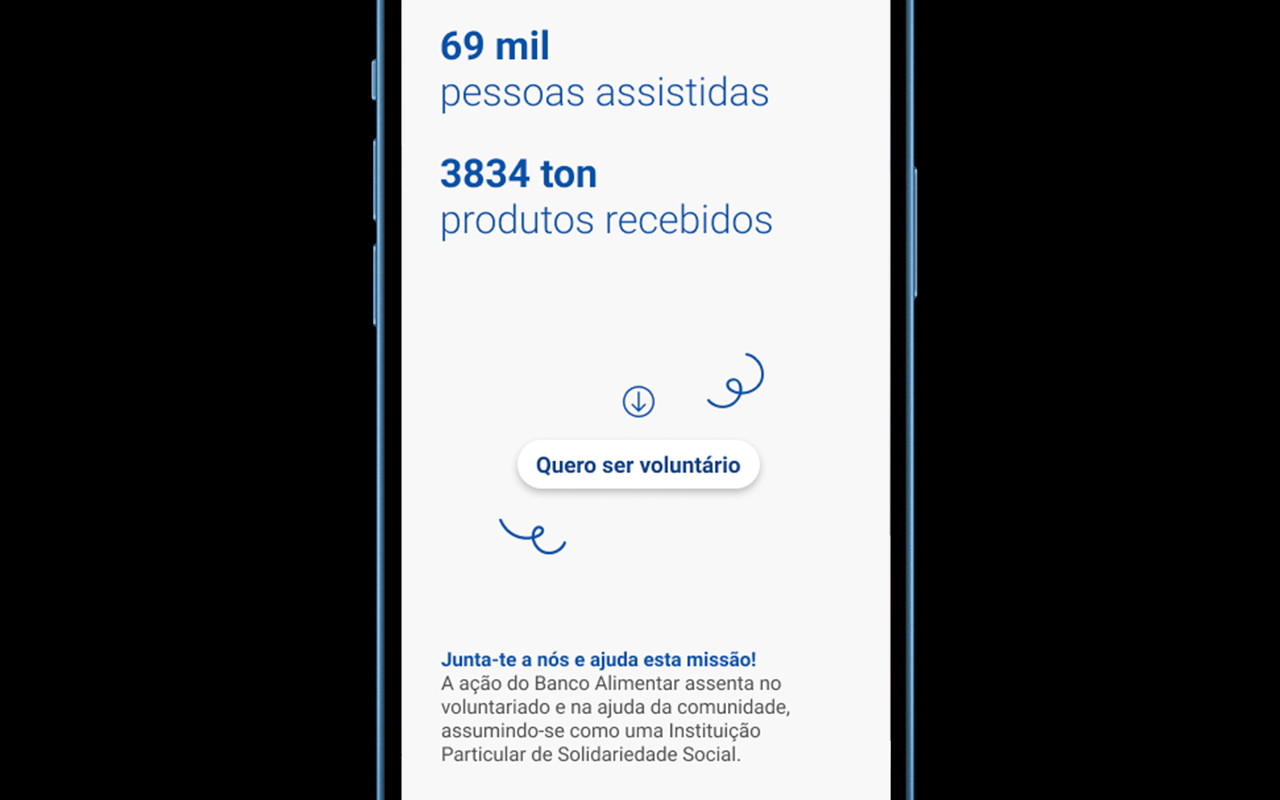 69 mil
pessoas assistidas
3834 ton
produtos recebidos
Quero ser voluntário
Junta-te a nós e ajuda esta missão!
A ação do Banco Alimentar assenta no
voluntariado e na ajuda da comunidade,
assumindo-se como uma Instituição
Particular de Solidariedade Social.